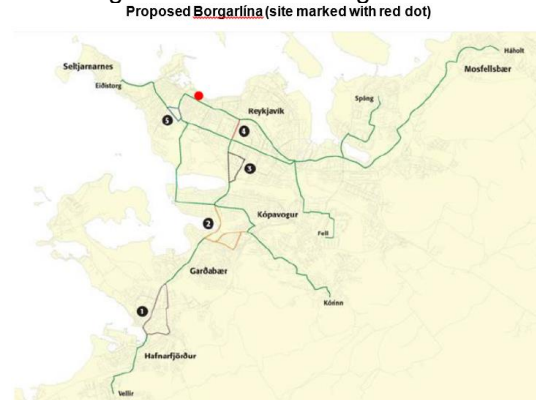 Proposed Borgarlína (site marked with red dot)
Háholt
Mosfellsbær
Seltjarnarnes
Eiðistorg
Spöng
Reykjavík
5
4
3
Kópavogur
2
Fell
Garðabær
Kórinn
1
Hafnarfjörður
Vellir